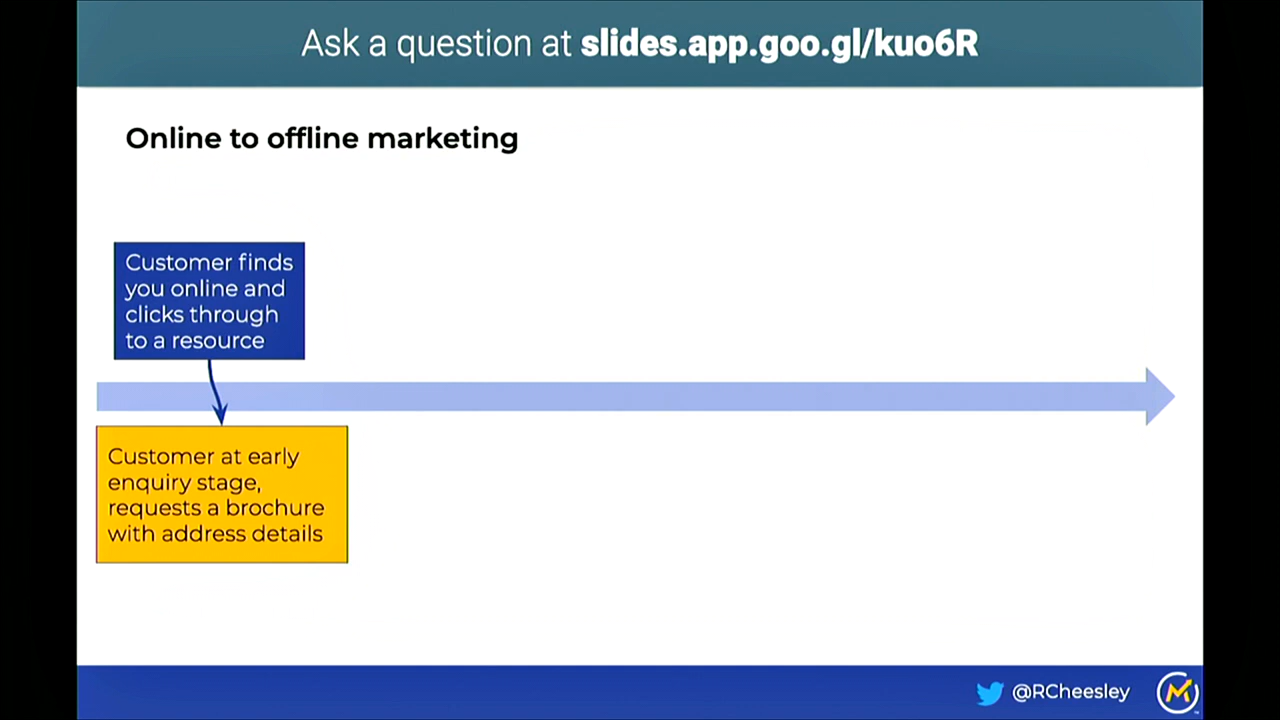 Ask a question at slides.app.goo.gl/kuo6R
Online to offline marketing
Customer finds
you online and
clicks through
to a resource
Customer at early
enquiry stage,
requests a brochure
with address details
@RCheesley